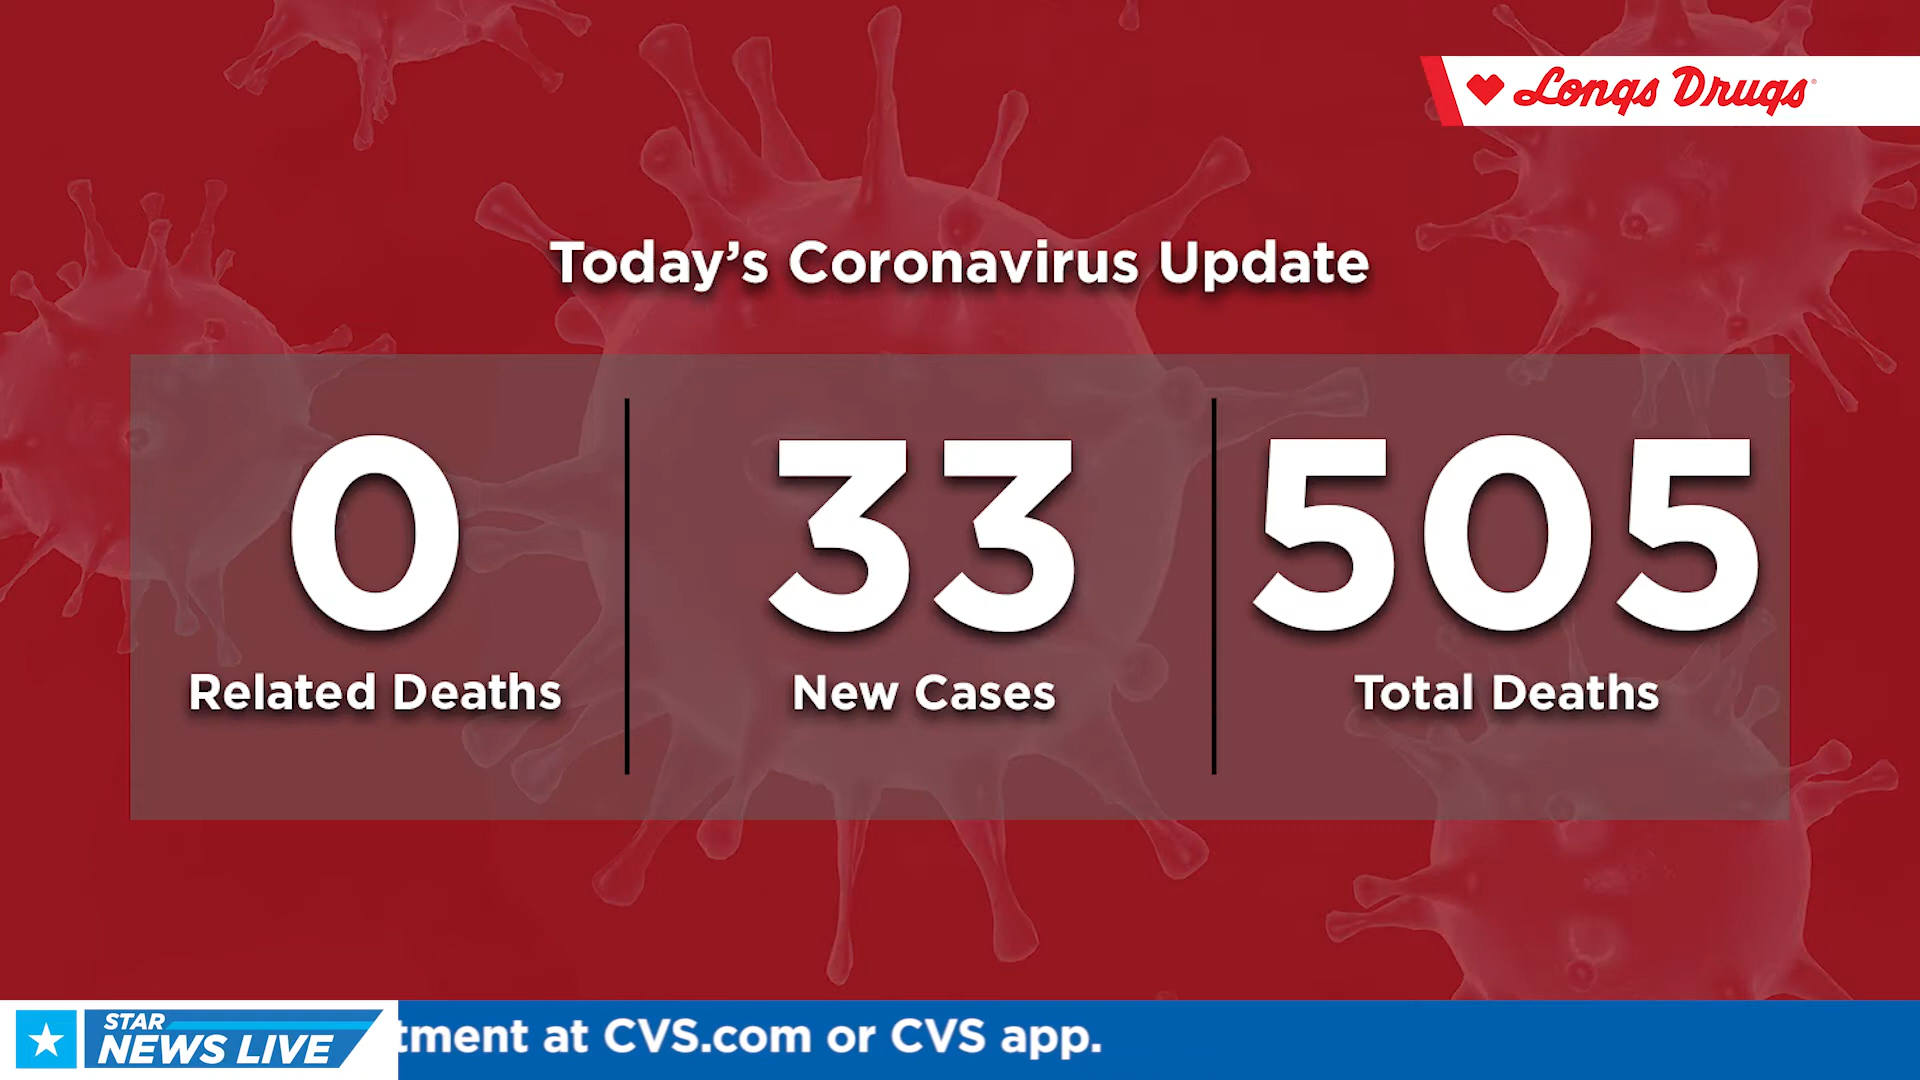 Longs Drugs
Today’s Coronavirus Update
0
Related Deaths
33
New Cases
505
Total Deaths
STAR
NEWS LIVE
tment at CVS.com or CVS app.